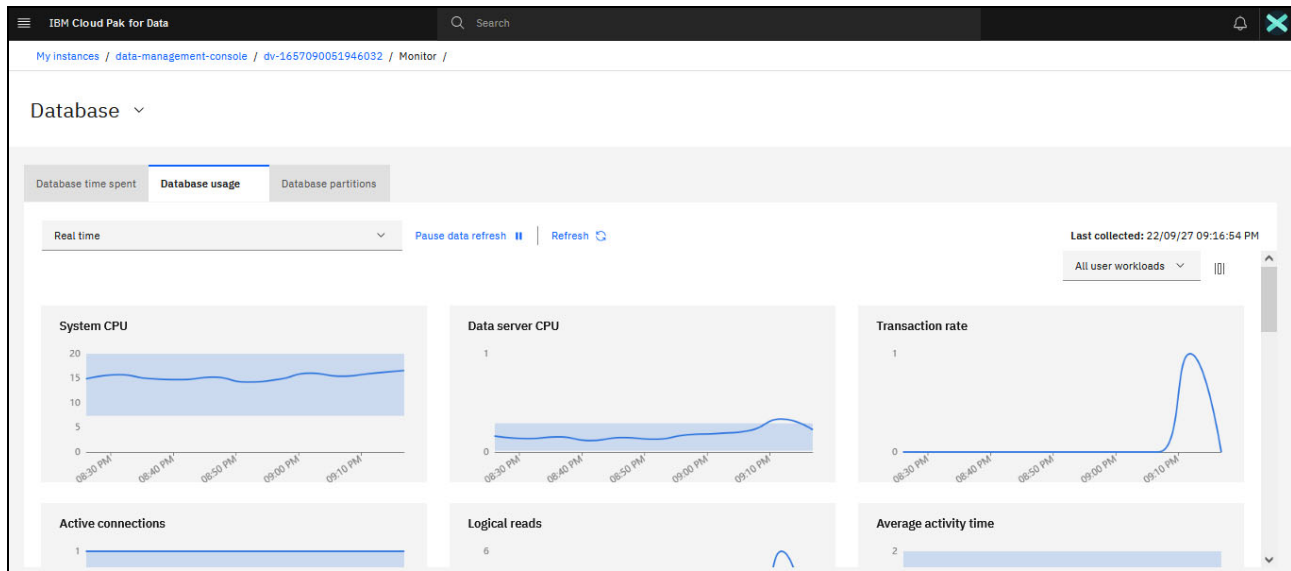 IBM Cloud Pak for Data
Search
My instances / data-management-console / dv-1657090051946032 / Monitor /
Database
Database time spent
Database usage
Database partitions
Real time
Pause data refresh
Refresh
Last collected: 22/09/27 09:16:54 PM
All user workloads
System CPU
20
15
10
5
0
08:30 PM
08:40 PM
08:50 PM
09:00 PM
09:10 PM
Data server CPU
1
0
08:30 PM
08:40 PM
08:50 PM
09:00 PM
09:10 PM
Transaction rate
1
0
08:30 PM
08:40 PM
08:50 PM
09:00 PM
09:10 PM
Active connections
1
Logical reads
6
Average activity time
2